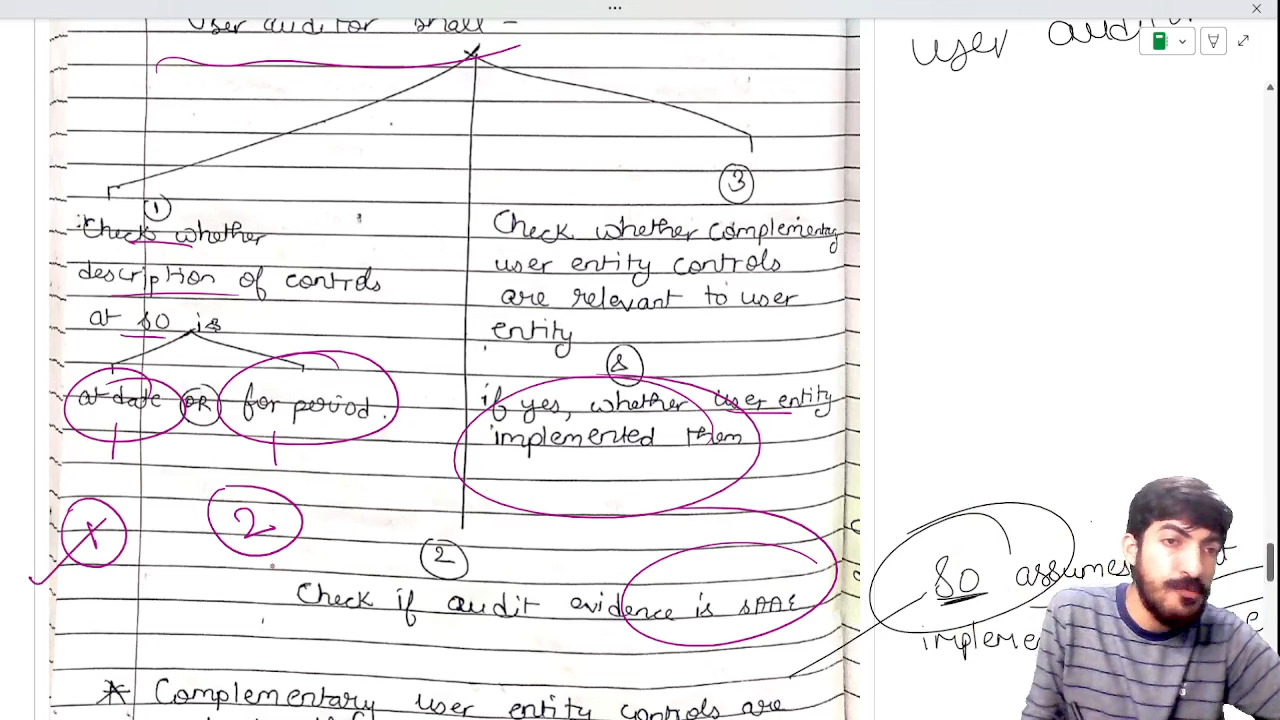 User auditor shall -
user
①
Check whether
description of controls
at SO is
at date OR for period.
X
2
③
Check whether complementary
user entity controls
are relevant to user
entity
&
if yes, whether user entity
implemented them
②
Check if audit evidence is SAAE
* Complementary user entity controls are
SO assumes